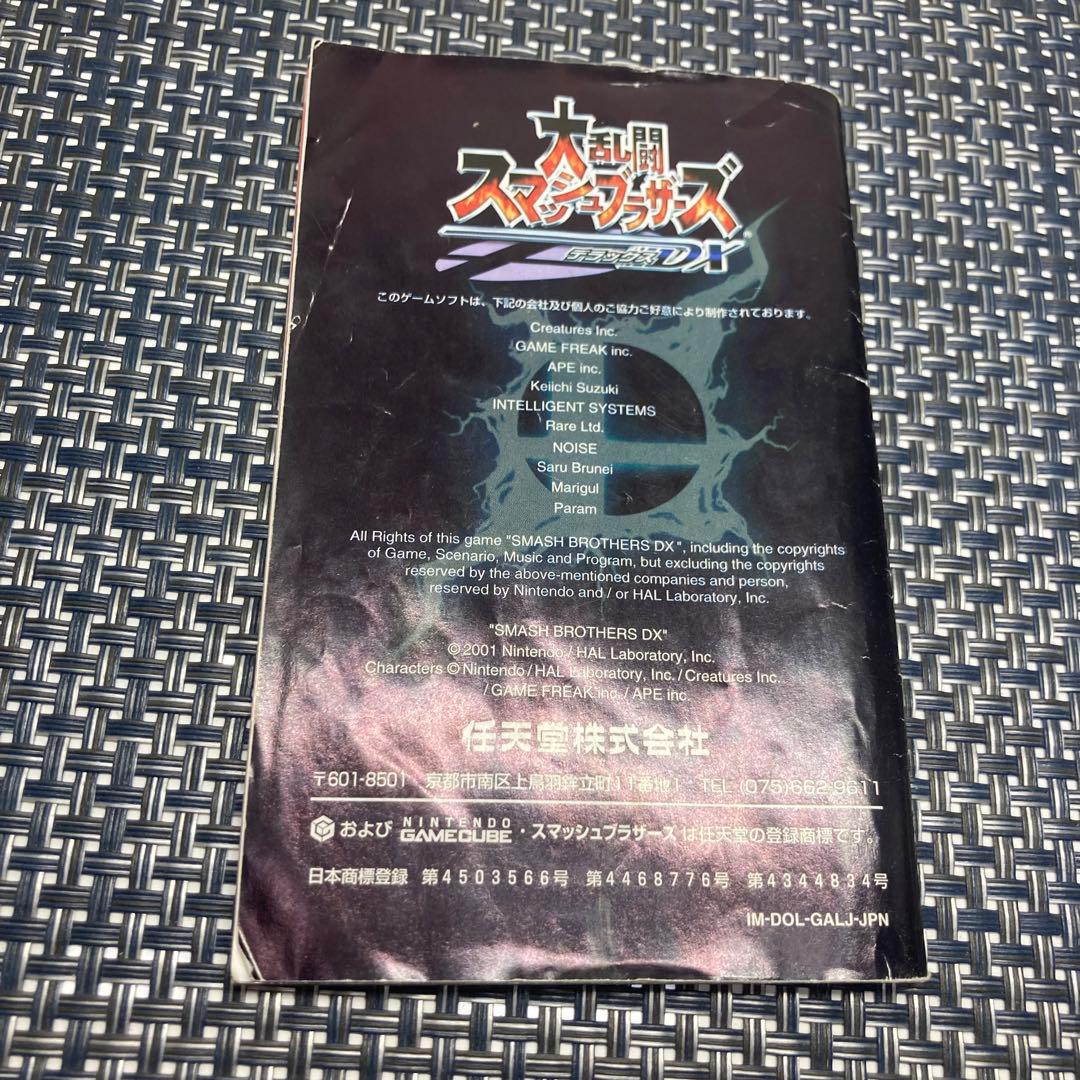 大乱闘
スマッシュブラザーズ
デラックスDX
このゲームソフトは、下記の会社及び個人のご協力ご好意により制作されております。
Creatures Inc.
GAME FREAK inc.
APE inc.
Keiichi Suzuki
INTELLIGENT SYSTEMS
Rare Ltd.
NOISE
Saru Brunei
Marigul
Param
All Rights of this game "SMASH BROTHERS DX", including the copyrights
of Game, Scenario, Music and Program, but excluding the copyrights
reserved by the above-mentioned companies and person,
reserved by Nintendo and / or HAL Laboratory, Inc.
"SMASH BROTHERS DX"
©2001 Nintendo / HAL Laboratory, Inc.
Characters ©Nintendo / HAL Laboratory, Inc. / Creatures Inc.
/ GAME FREAK inc. / APE inc.
任天堂株式会社
〒601-8501 京都市南区上鳥羽鉾立町11番地1 TEL (075)662-9611
および NINTENDO GAMECUBE ・スマッシュブラザーズ は任天堂の登録商標です。
日本商標登録 第4503566号 第4468776号 第4344834号
IM-DOL-GALJ-JPN